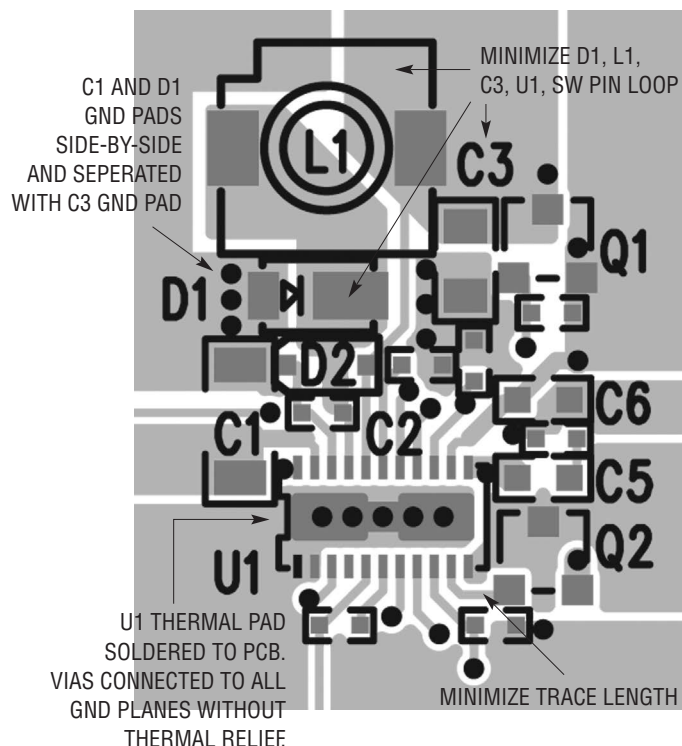 MINIMIZE D1, L1,
C3, U1, SW PIN LOOP
C1 AND D1
GND PADS
SIDE-BY-SIDE
AND SEPERATED
WITH C3 GND PAD
L1
C3
Q1
D1
D2
C6
C1
C2
C5
U1
Q2
U1 THERMAL PAD
SOLDERED TO PCB.
VIAS CONNECTED TO ALL
GND PLANES WITHOUT
THERMAL RELIEF.
MINIMIZE TRACE LENGTH